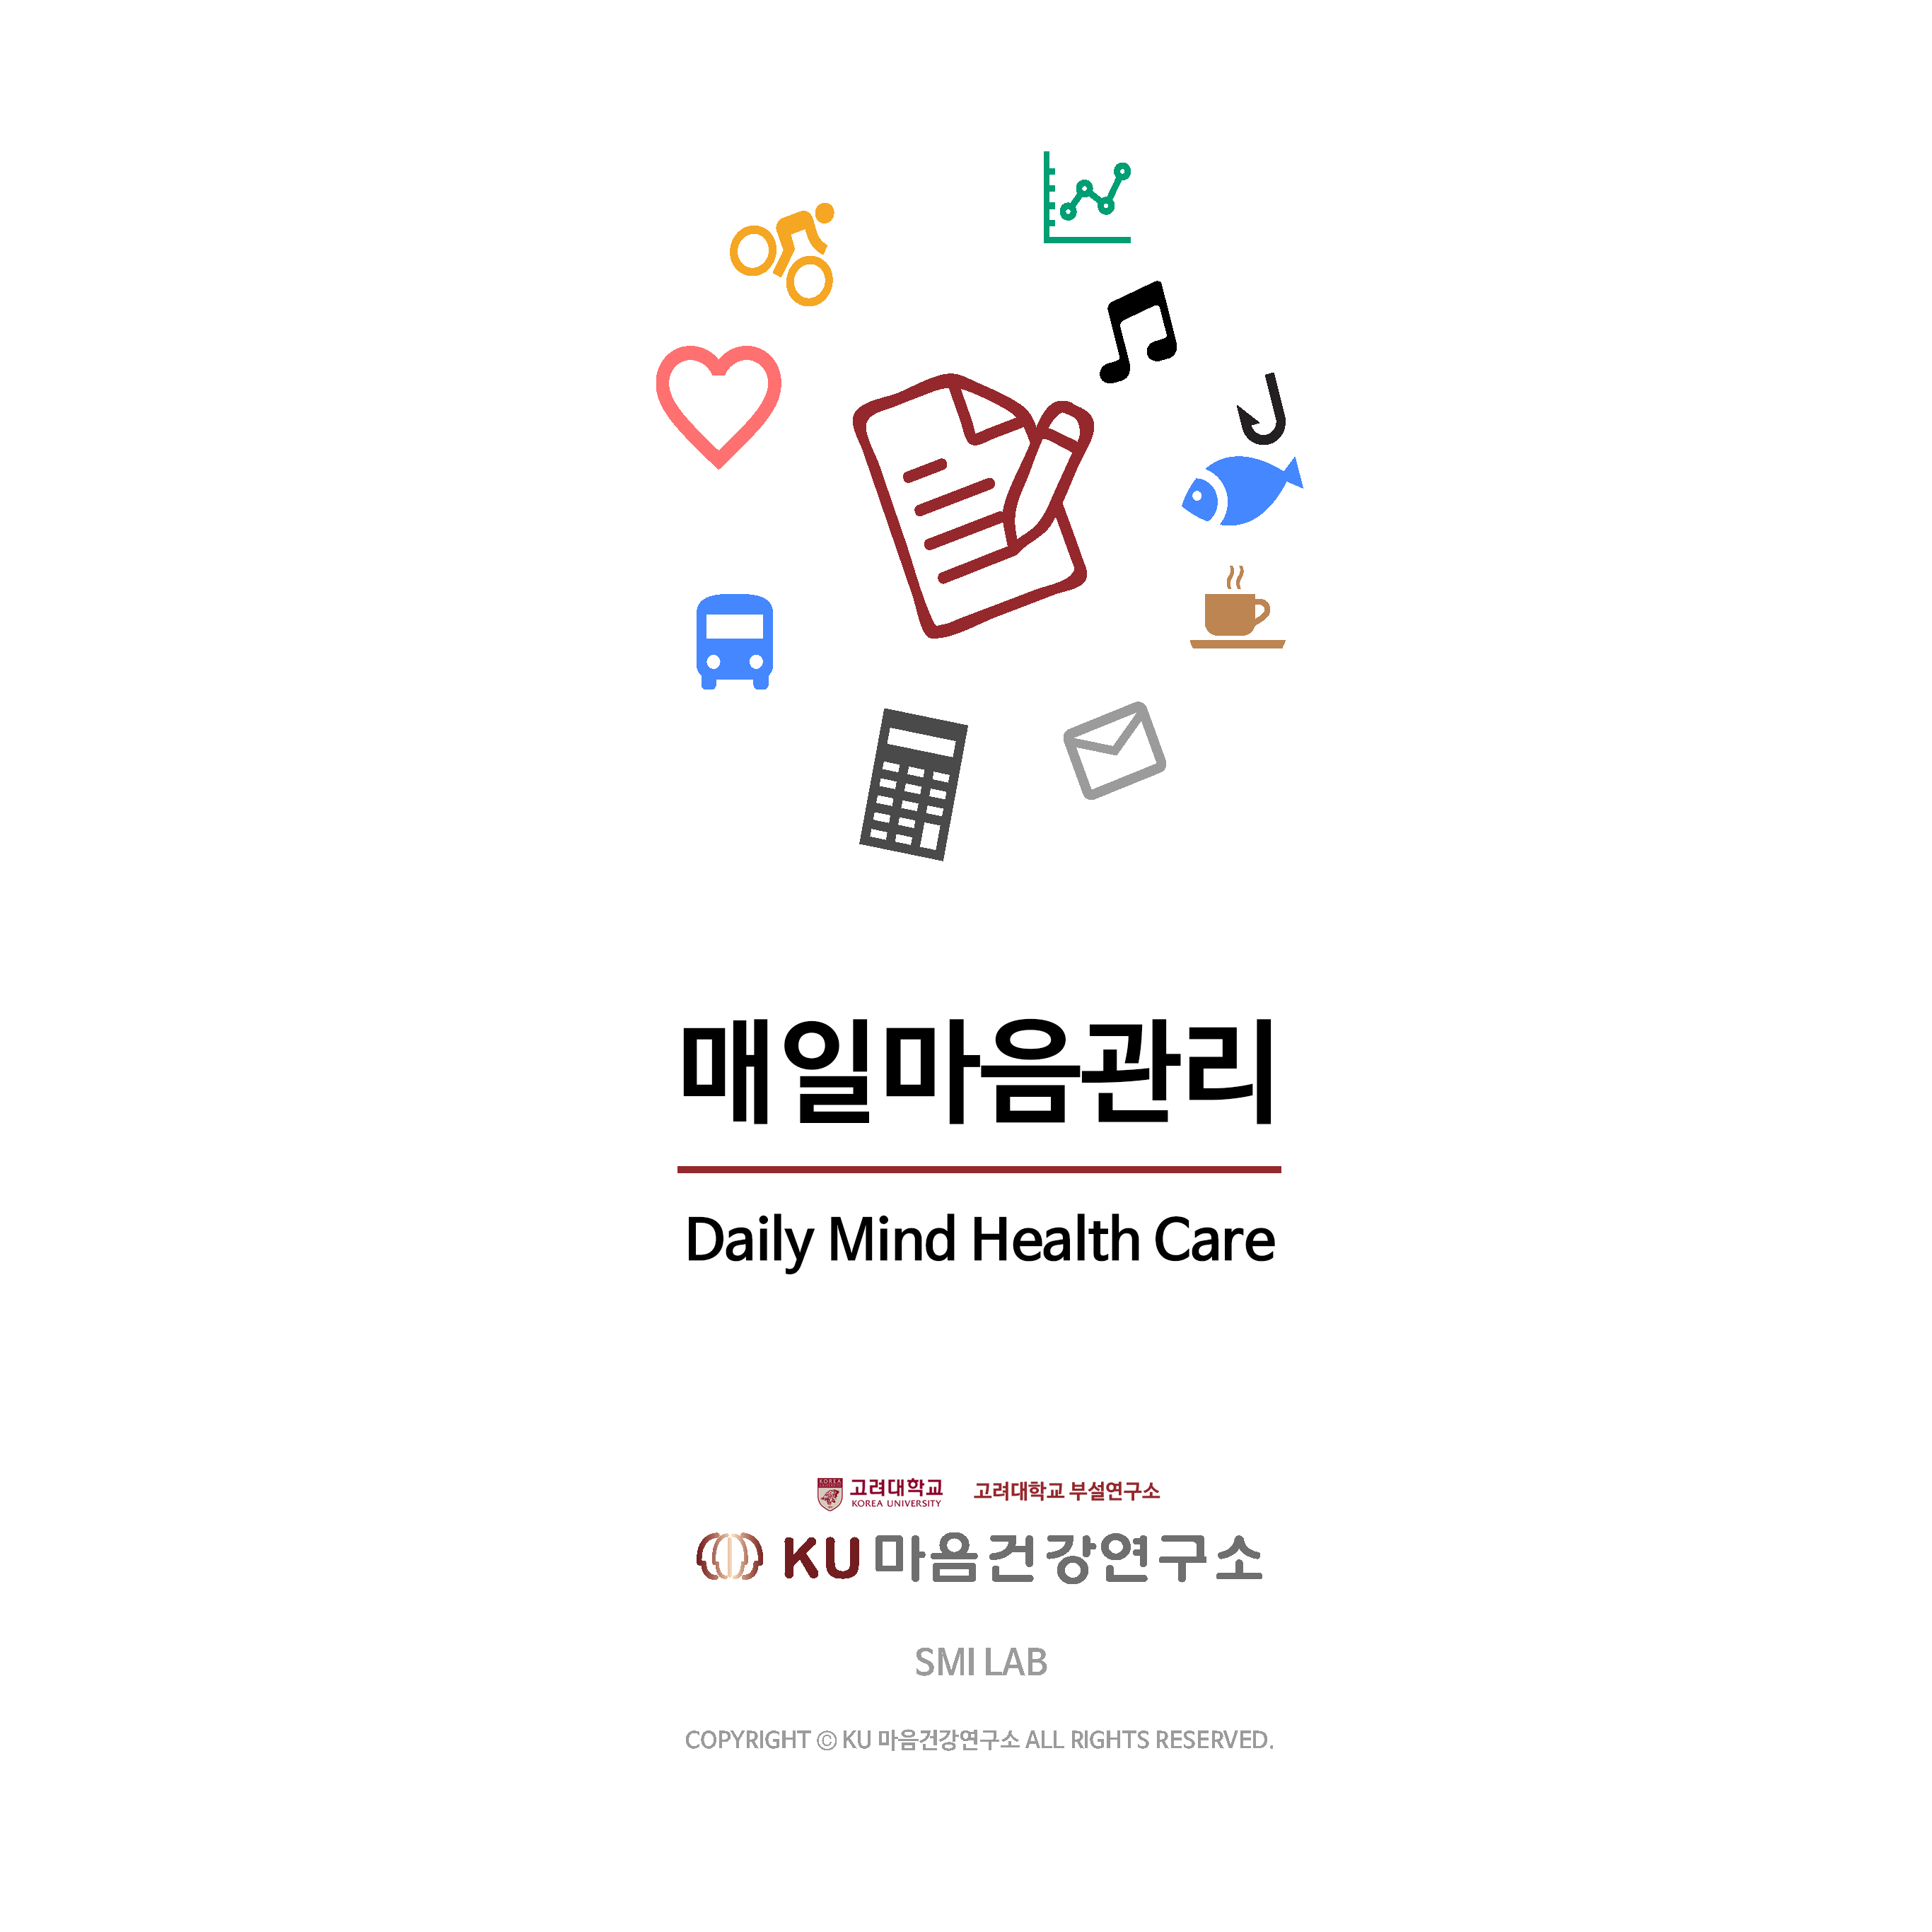 매일마음관리
Daily Mind Health Care
KOREA
고려대학교 고려대학교 부설연구소
KOREA UNIVERSITY
KU 마음건강연구소
SMI LAB
COPYRIGHT © KU 마음건강연구소 ALL RIGHTS RESERVED.